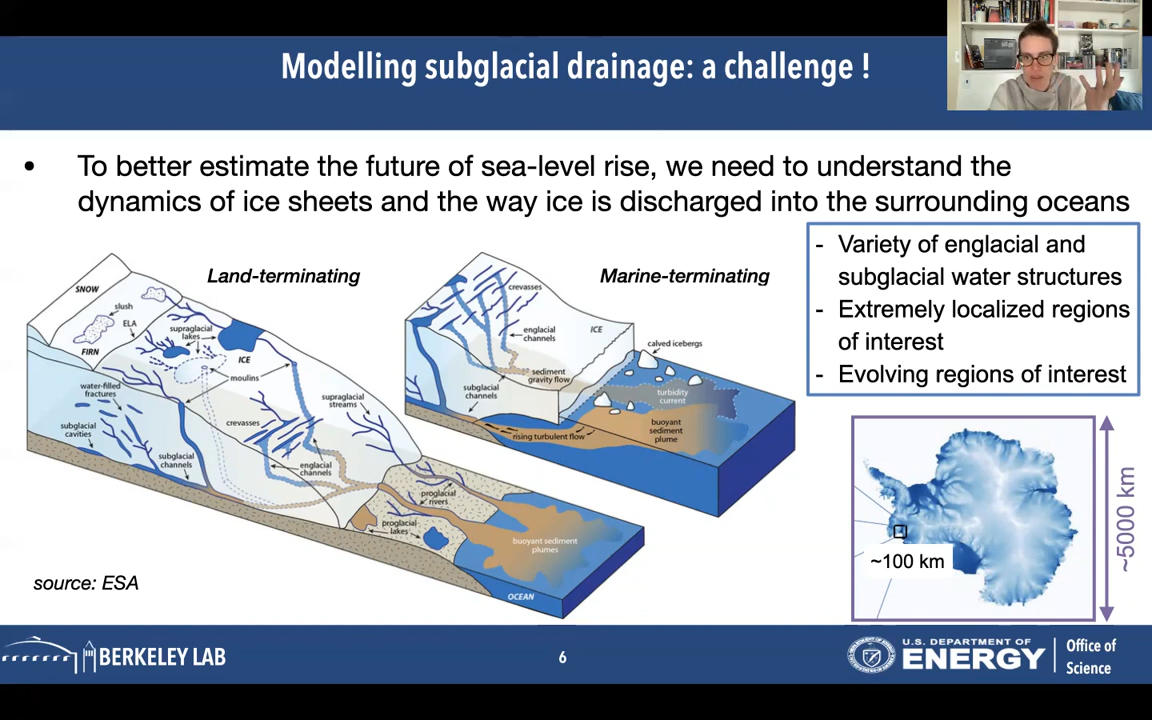 Modelling subglacial drainage: a challenge !
• To better estimate the future of sea-level rise, we need to understand the
dynamics of ice sheets and the way ice is discharged into the surrounding oceans
Land-terminating
SNOW
slush
ELA
FIRN
supraglacial
lakes
ICE
moulins
water-filled
fractures
supraglacial
streams
crevasses
subglacial
cavities
subglacial
channels
englacial
channels
proglacial
rivers
proglacial
lakes
buoyant sediment
plumes
OCEAN
source: ESA
Marine-terminating
crevasses
ICE
englacial
channels
calved icebergs
sediment
gravity flow
subglacial
channels
turbidity
current
buoyant
sediment
plume
rising turbulent flow
- Variety of englacial and
subglacial water structures
- Extremely localized regions
of interest
- Evolving regions of interest
~100 km
~5000 km
BERKELEY LAB
6
U.S. DEPARTMENT OF
ENERGY
Office of
Science